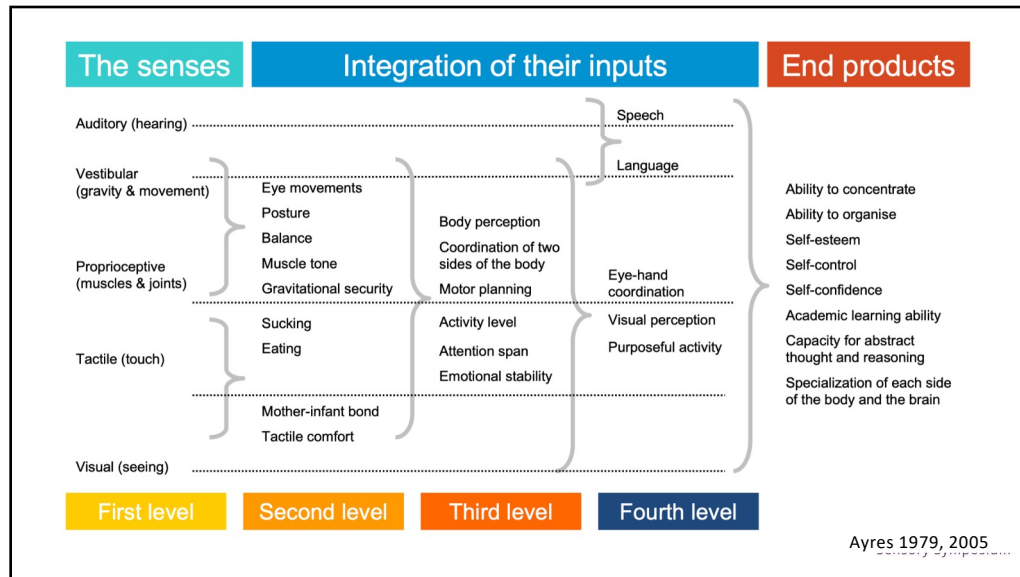 The senses
Integration of their inputs
End products
Auditory (hearing)
Vestibular
(gravity & movement)
Proprioceptive
(muscles & joints)
Tactile (touch)
Visual (seeing)
Eye movements
Posture
Balance
Muscle tone
Gravitational security
Sucking
Eating
Mother-infant bond
Tactile comfort
Body perception
Coordination of two
sides of the body
Motor planning
Activity level
Attention span
Emotional stability
Speech
Language
Eye-hand
coordination
Visual perception
Purposeful activity
Ability to concentrate
Ability to organise
Self-esteem
Self-control
Self-confidence
Academic learning ability
Capacity for abstract
thought and reasoning
Specialization of each side
of the body and the brain
First level
Second level
Third level
Fourth level
Ayres 1979, 2005
Sensory Symposium